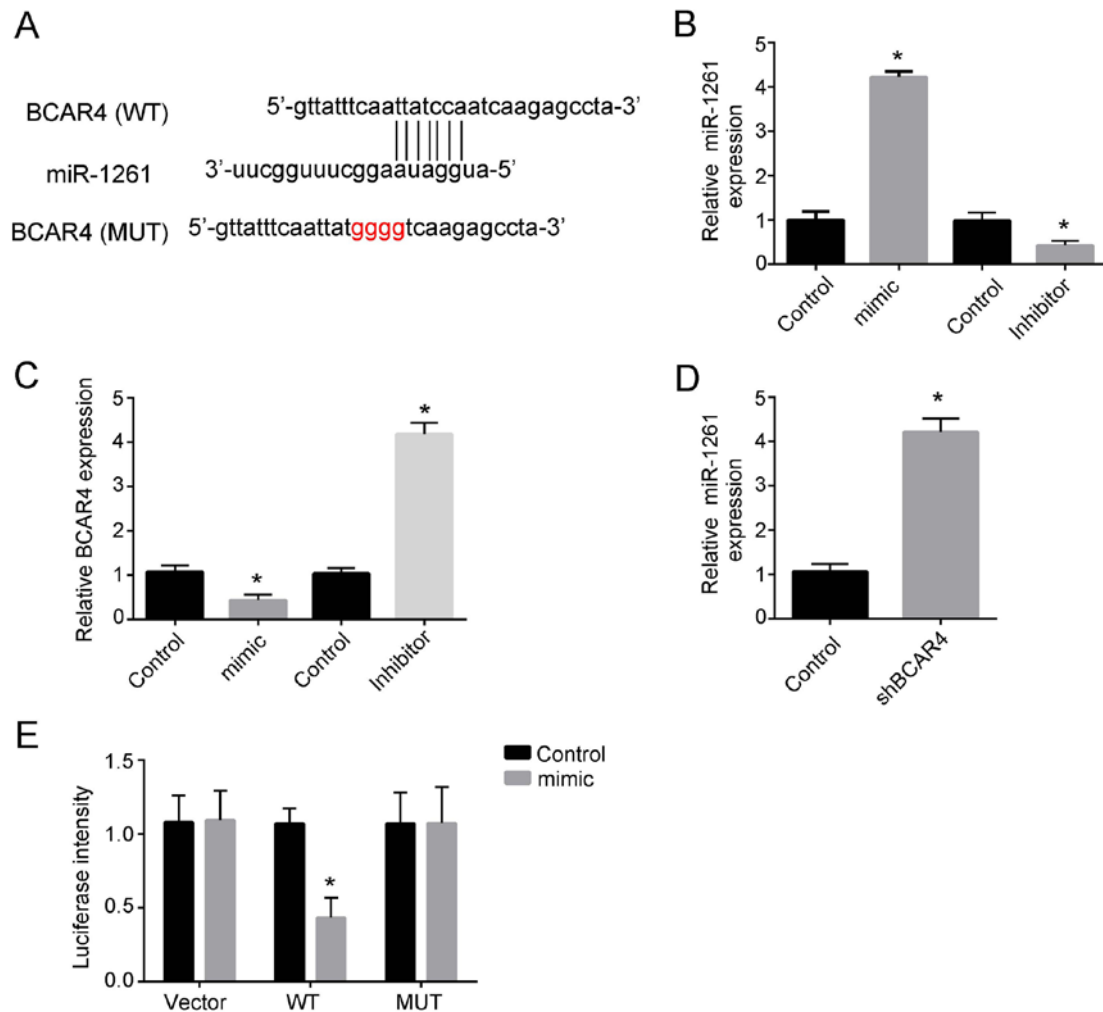 A
BCAR4 (WT)
5'-gttatttcaattatccaatcaagagccta-3'
miR-1261
3'-uucgguuucggaauagguа-5'
BCAR4 (MUT)
5'-gttatttcaattatggggtcaagagccta-3'
B
Relative miR-1261
expression
5
4
3
2
1
0
*
*
Control
mimic
Control
Inhibitor
C
Relative BCAR4 expression
5
4
3
2
1
0
*
*
Control
mimic
Control
Inhibitor
D
Relative miR-1261
expression
5
4
3
2
1
0
*
Control
shBCAR4
E
Luciferase intensity
1.5
1.0
0.5
0.0
*
Vector
WT
MUT
Control
mimic